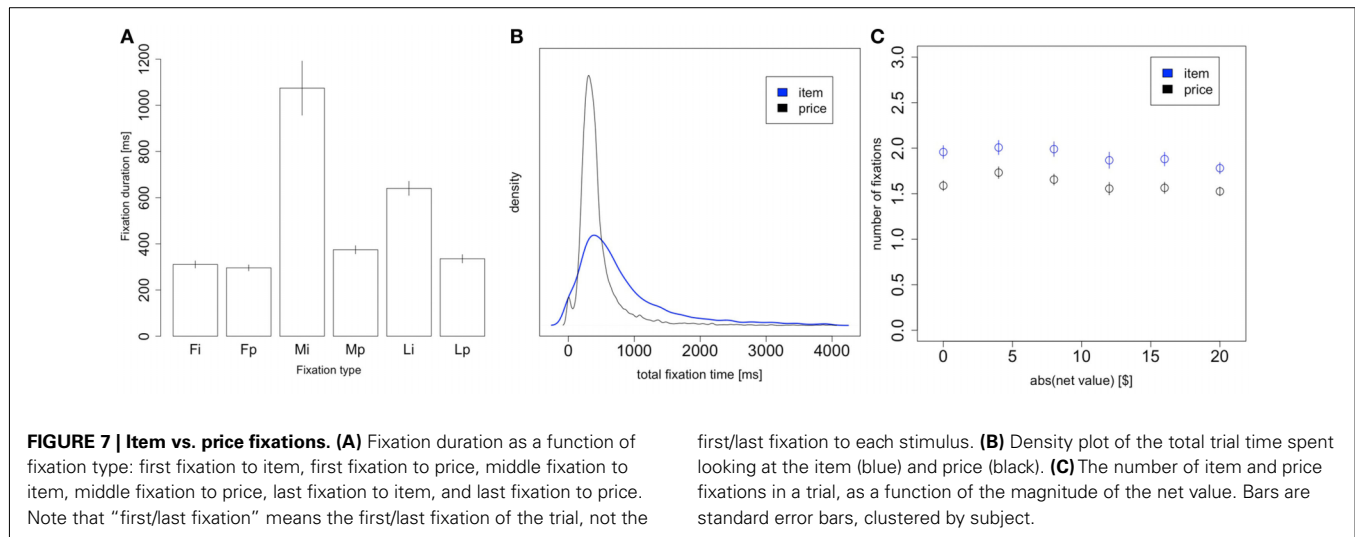 A
Fixation duration [ms]
0 200 400 600 800 1000 1200
Fi Fp Mi Mp Li Lp
Fixation type
B
density
item
price
0 1000 2000 3000 4000
total fixation time [ms]
C
number of fixations
0.0 0.5 1.0 1.5 2.0 2.5 3.0
item
price
0 5 10 15 20
abs(net value) [$]
FIGURE 7 | Item vs. price fixations. (A) Fixation duration as a function of
fixation type: first fixation to item, first fixation to price, middle fixation to
item, middle fixation to price, last fixation to item, and last fixation to price.
Note that “first/last fixation” means the first/last fixation of the trial, not the
first/last fixation to each stimulus. (B) Density plot of the total trial time spent
looking at the item (blue) and price (black). (C) The number of item and price
fixations in a trial, as a function of the magnitude of the net value. Bars are
standard error bars, clustered by subject.